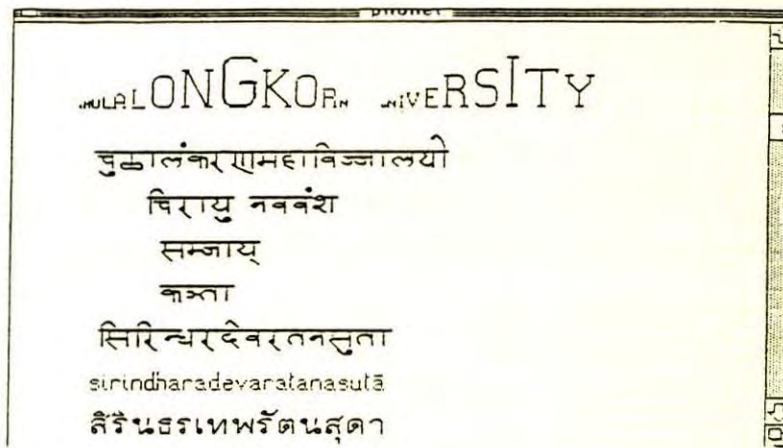 CHULALONGKORN UNIVERSITY
चुळालंकरणमहाविज्जालयो
चिरायु नववंश
सम्जाय्
सिरिन्धरदेवरतनसुता
sirindharadevaratanasutā
สิรินธรเทพรัตนสุดา